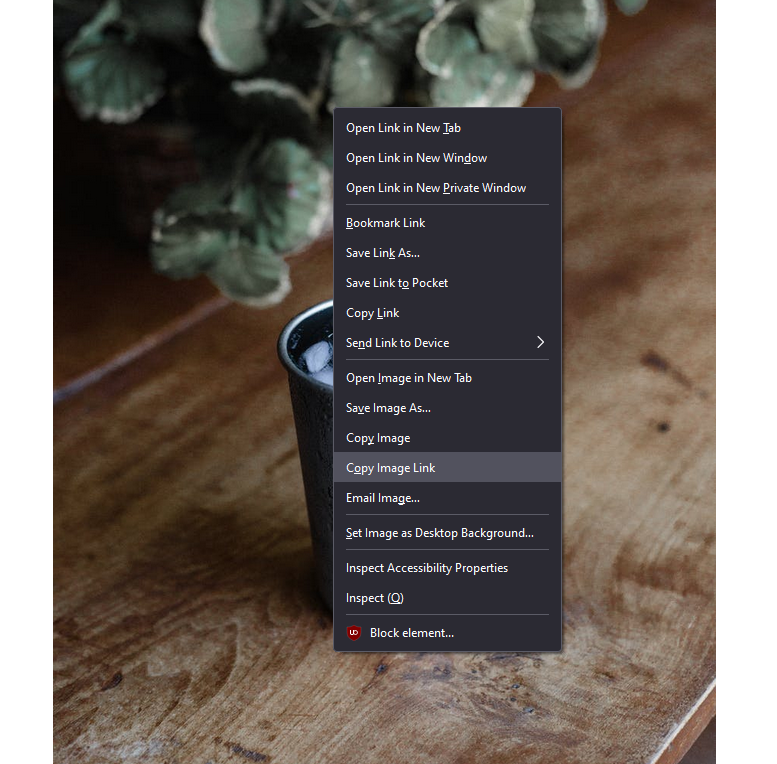 Open Link in New Tab
Open Link in New Window
Open Link in New Private Window
Bookmark Link
Save Link As...
Save Link to Pocket
Copy Link
Send Link to Device
Open Image in New Tab
Save Image As...
Copy Image
Copy Image Link
Email Image...
Set Image as Desktop Background...
Inspect Accessibility Properties
Inspect (Q)
Block element...